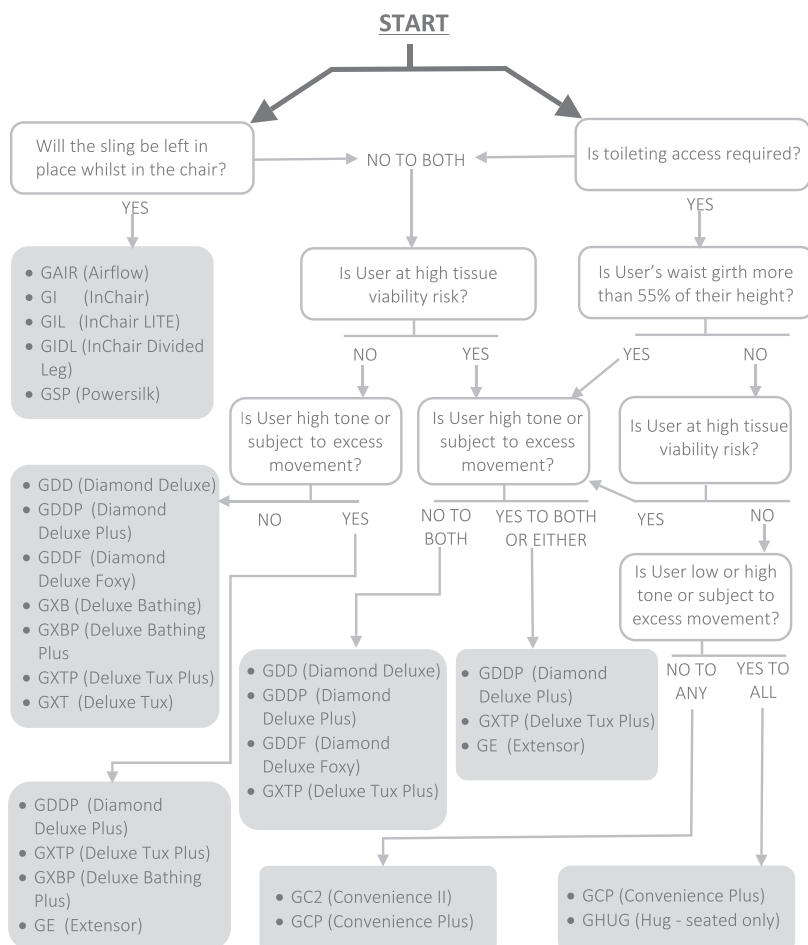 START
Will the sling be left in
place whilst in the chair?
NO TO BOTH
Is toileting access required?
YES
YES
• GAIR (Airflow)
• GI (InChair)
• GIL (InChair LITE)
• GIDL (InChair Divided
Leg)
• GSP (Powersilk)
Is User at high tissue
viability risk?
Is User's waist girth more
than 55% of their height?
NO
YES
YES
NO
Is User high tone or
subject to excess
movement?
Is User high tone or
subject to excess
movement?
Is User at high tissue
viability risk?
• GDD (Diamond Deluxe)
• GDDP (Diamond
Deluxe Plus)
• GDDF (Diamond
Deluxe Foxy)
• GXB (Deluxe Bathing)
• GXBP (Deluxe Bathing
Plus
• GXTP (Deluxe Tux Plus)
• GXT (Deluxe Tux)
NO
YES
NO TO
BOTH
YES TO BOTH
OR EITHER
YES
NO
Is User low or high
tone or subject to
excess movement?
NO TO
ANY
YES TO
ALL
• GDD (Diamond Deluxe)
• GDDP (Diamond
Deluxe Plus)
• GDDF (Diamond
Deluxe Foxy)
• GXTP (Deluxe Tux Plus)
• GDDP (Diamond
Deluxe Plus)
• GXTP (Deluxe Tux Plus)
• GE (Extensor)
• GDDP (Diamond
Deluxe Plus)
• GXTP (Deluxe Tux Plus)
• GXBP (Deluxe Bathing
Plus)
• GE (Extensor)
• GC2 (Convenience II)
• GCP (Convenience Plus)
• GCP (Convenience Plus)
• GHUG (Hug - seated only)